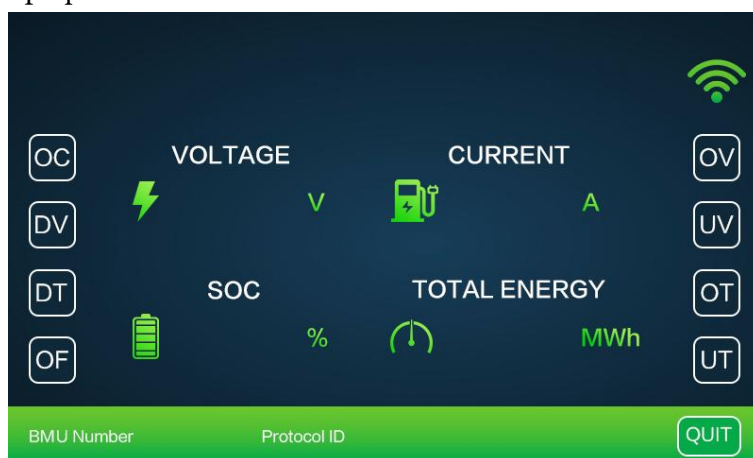 OC VOLTAGE CURRENT OV
V A
DV UV
DT SOC TOTAL ENERGY OT
% MWh
OF UT
BMU Number Protocol ID QUIT